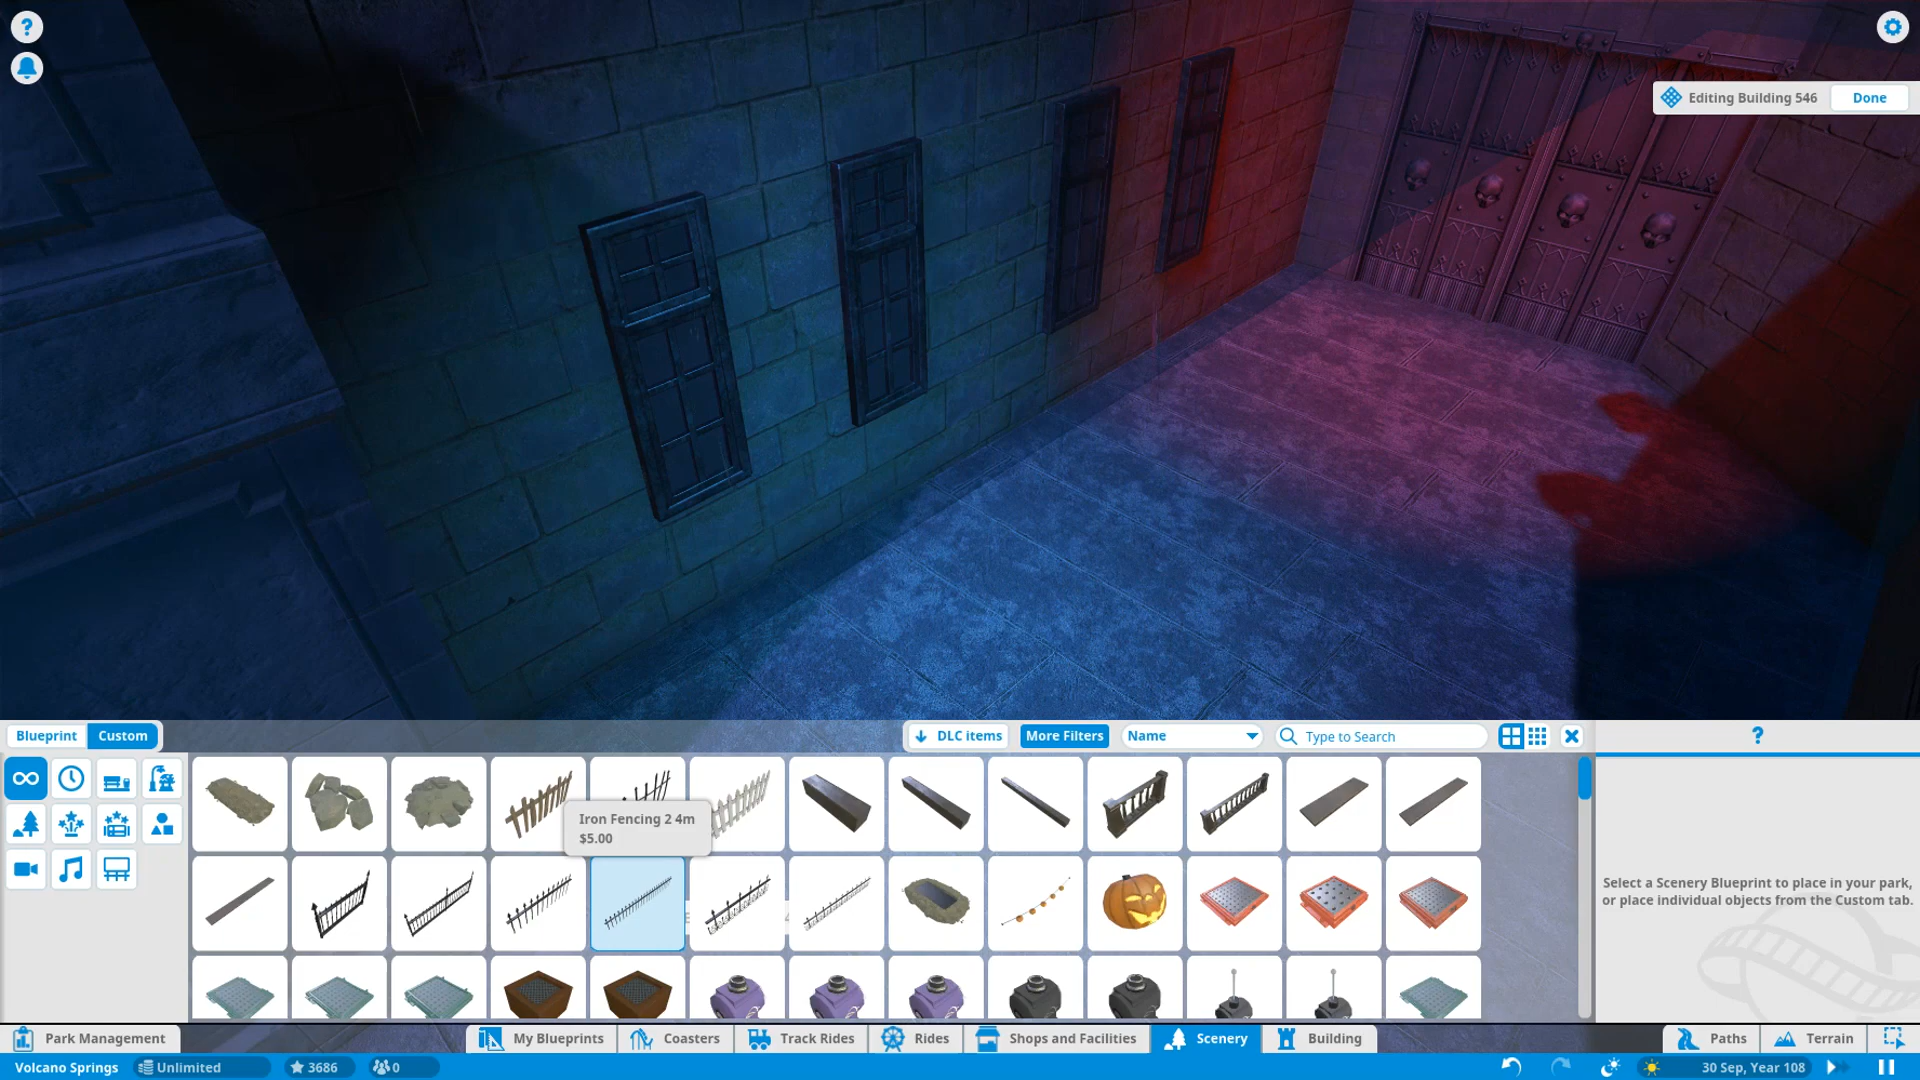 ?
Editing Building 546
Done
Blueprint
Custom
DLC items
More Filters
Name
Type to Search
?
Iron Fencing 2 4m
$5.00
Select a Scenery Blueprint to place in your park,
or place individual objects from the Custom tab.
Park Management
My Blueprints
Coasters
Track Rides
Rides
Shops and Facilities
Scenery
Building
Paths
Terrain
Volcano Springs
Unlimited
3686
0
30 Sep, Year 108